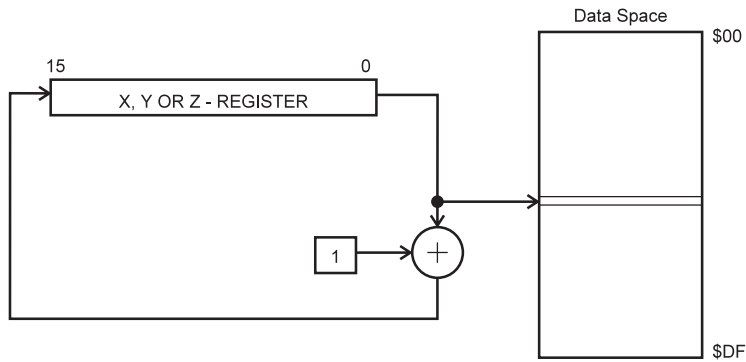 Data Space
$00
15
0
X, Y OR Z - REGISTER
1
+
$DF